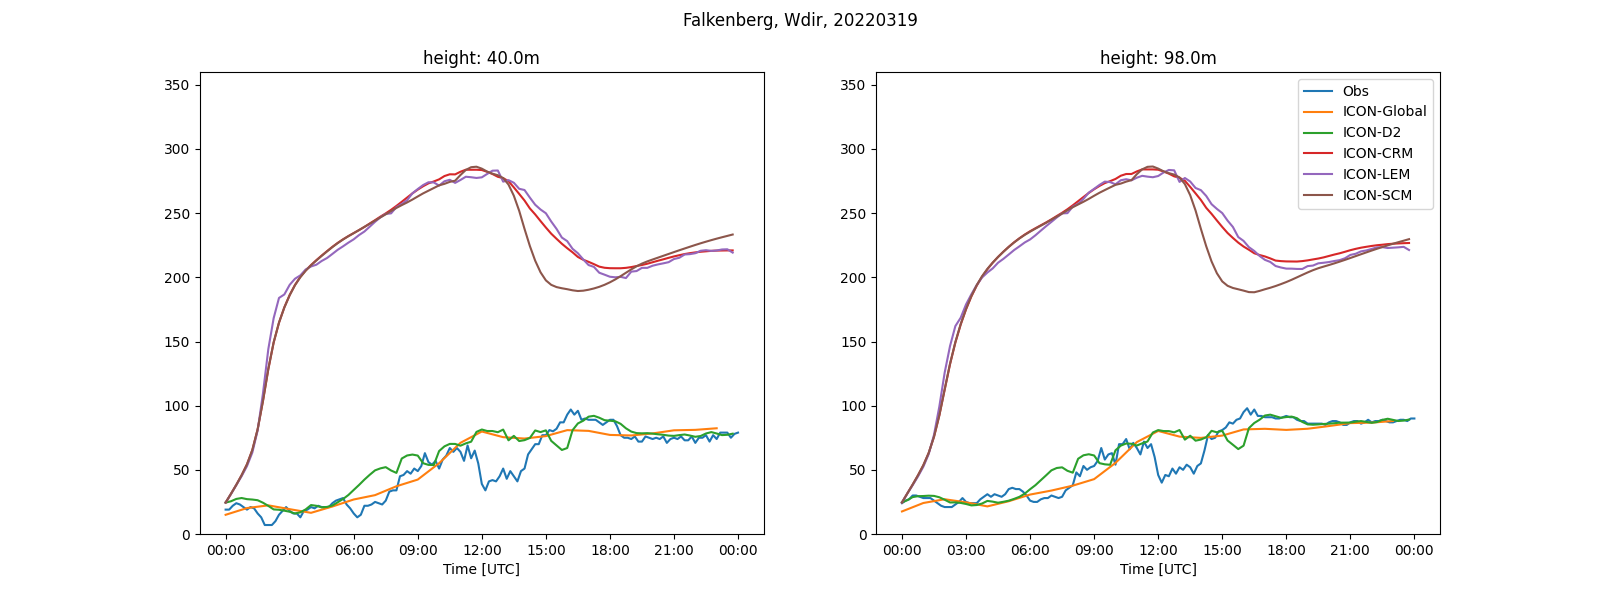 Falkenberg, Wdir, 20220319
height: 40.0m
350
300
250
200
150
100
50
0
00:00 03:00 06:00 09:00 12:00 15:00 18:00 21:00 00:00
Time [UTC]
height: 98.0m
350
300
250
200
150
100
50
0
00:00 03:00 06:00 09:00 12:00 15:00 18:00 21:00 00:00
Time [UTC]
Obs
ICON-Global
ICON-D2
ICON-CRM
ICON-LEM
ICON-SCM